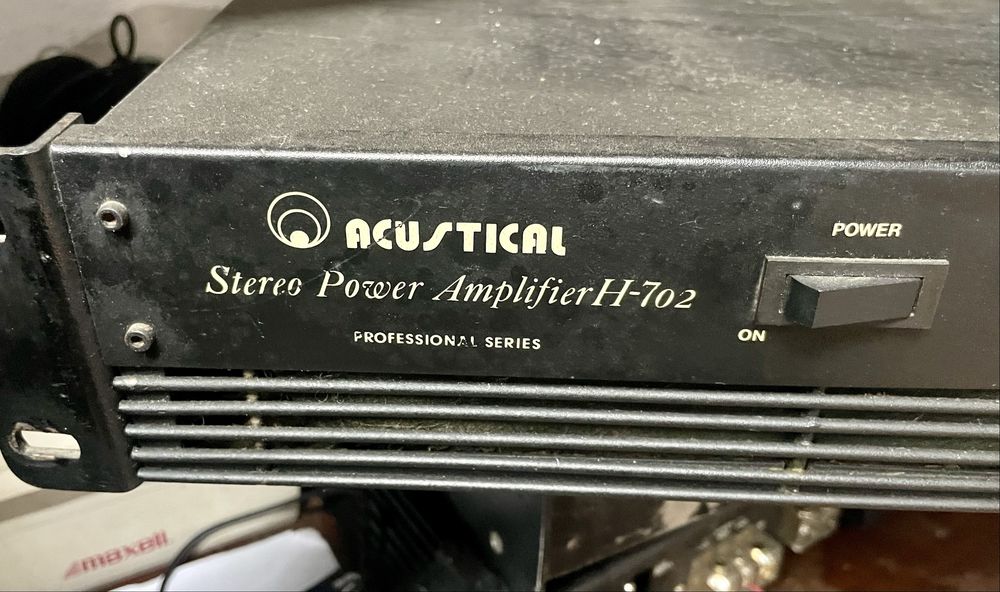 ACUSTICAL
Stereo Power Amplifier H-702
PROFESSIONAL SERIES
POWER
ON
maxell